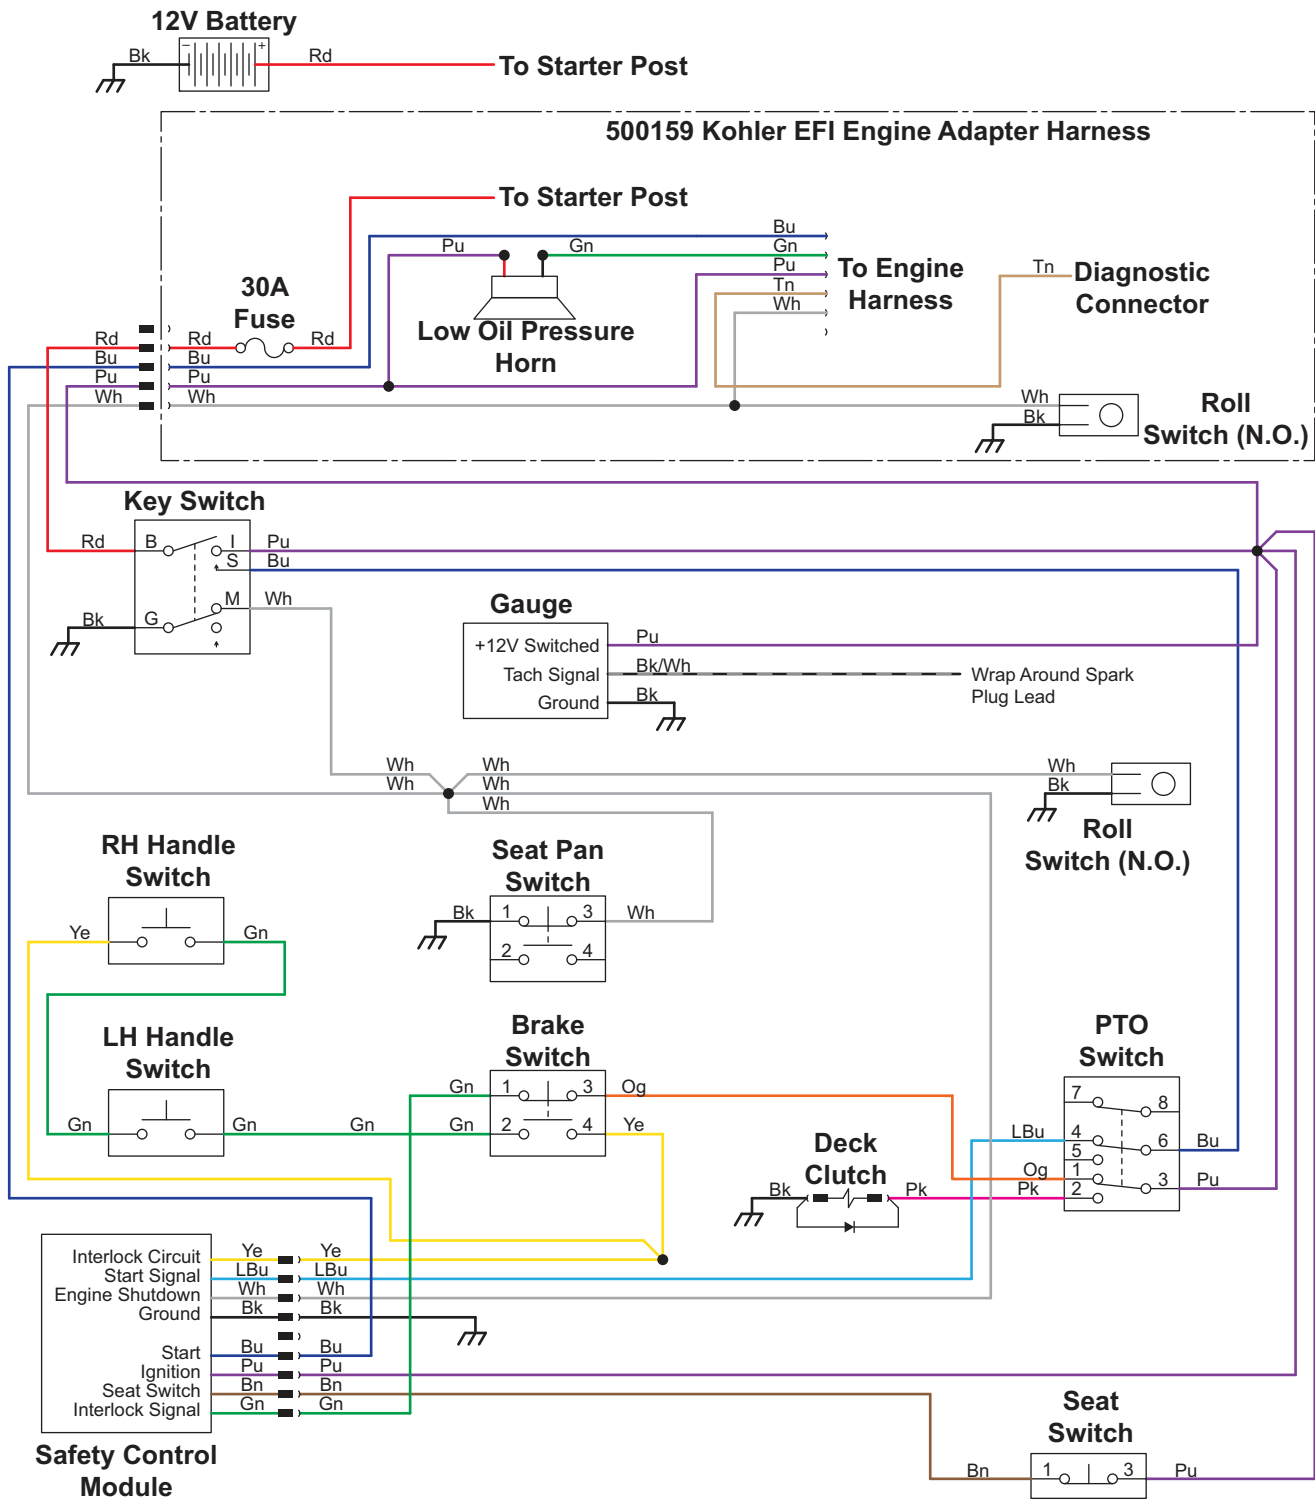 12V Battery
Bk
−
+
Rd
To Starter Post
500159 Kohler EFI Engine Adapter Harness
To Starter Post
Bu
Pu
Gn
Gn
Pu
Tn
Wh
To Engine
Harness
Tn
Diagnostic
Connector
30A
Fuse
Low Oil Pressure
Horn
Rd
Rd
Rd
Bu
Bu
Pu
Pu
Wh
Wh
Wh
Bk
Roll
Switch (N.O.)
Key Switch
Rd
B
I
Pu
S
Bu
M
Wh
Bk
G
Gauge
+12V Switched
Pu
Tach Signal
Bk/Wh
Wrap Around Spark
Plug Lead
Ground
Bk
Wh
Wh
Wh
Wh
Wh
Wh
Bk
Roll
Switch (N.O.)
RH Handle
Switch
Ye
Gn
Seat Pan
Switch
Bk
1
3
Wh
2
4
LH Handle
Switch
Gn
Gn
Gn
Brake
Switch
Gn
1
3
Og
Gn
2
4
Ye
PTO
Switch
7
8
LBu
4
6
Bu
5
Og
1
3
Pu
Pk
2
Deck
Clutch
Bk
Pk
Interlock Circuit
Ye
Ye
Start Signal
LBu
LBu
Engine Shutdown
Wh
Wh
Ground
Bk
Bk
Start
Bu
Bu
Ignition
Pu
Pu
Seat Switch
Bn
Bn
Interlock Signal
Gn
Gn
Safety Control
Module
Seat
Switch
Bn
1
3
Pu